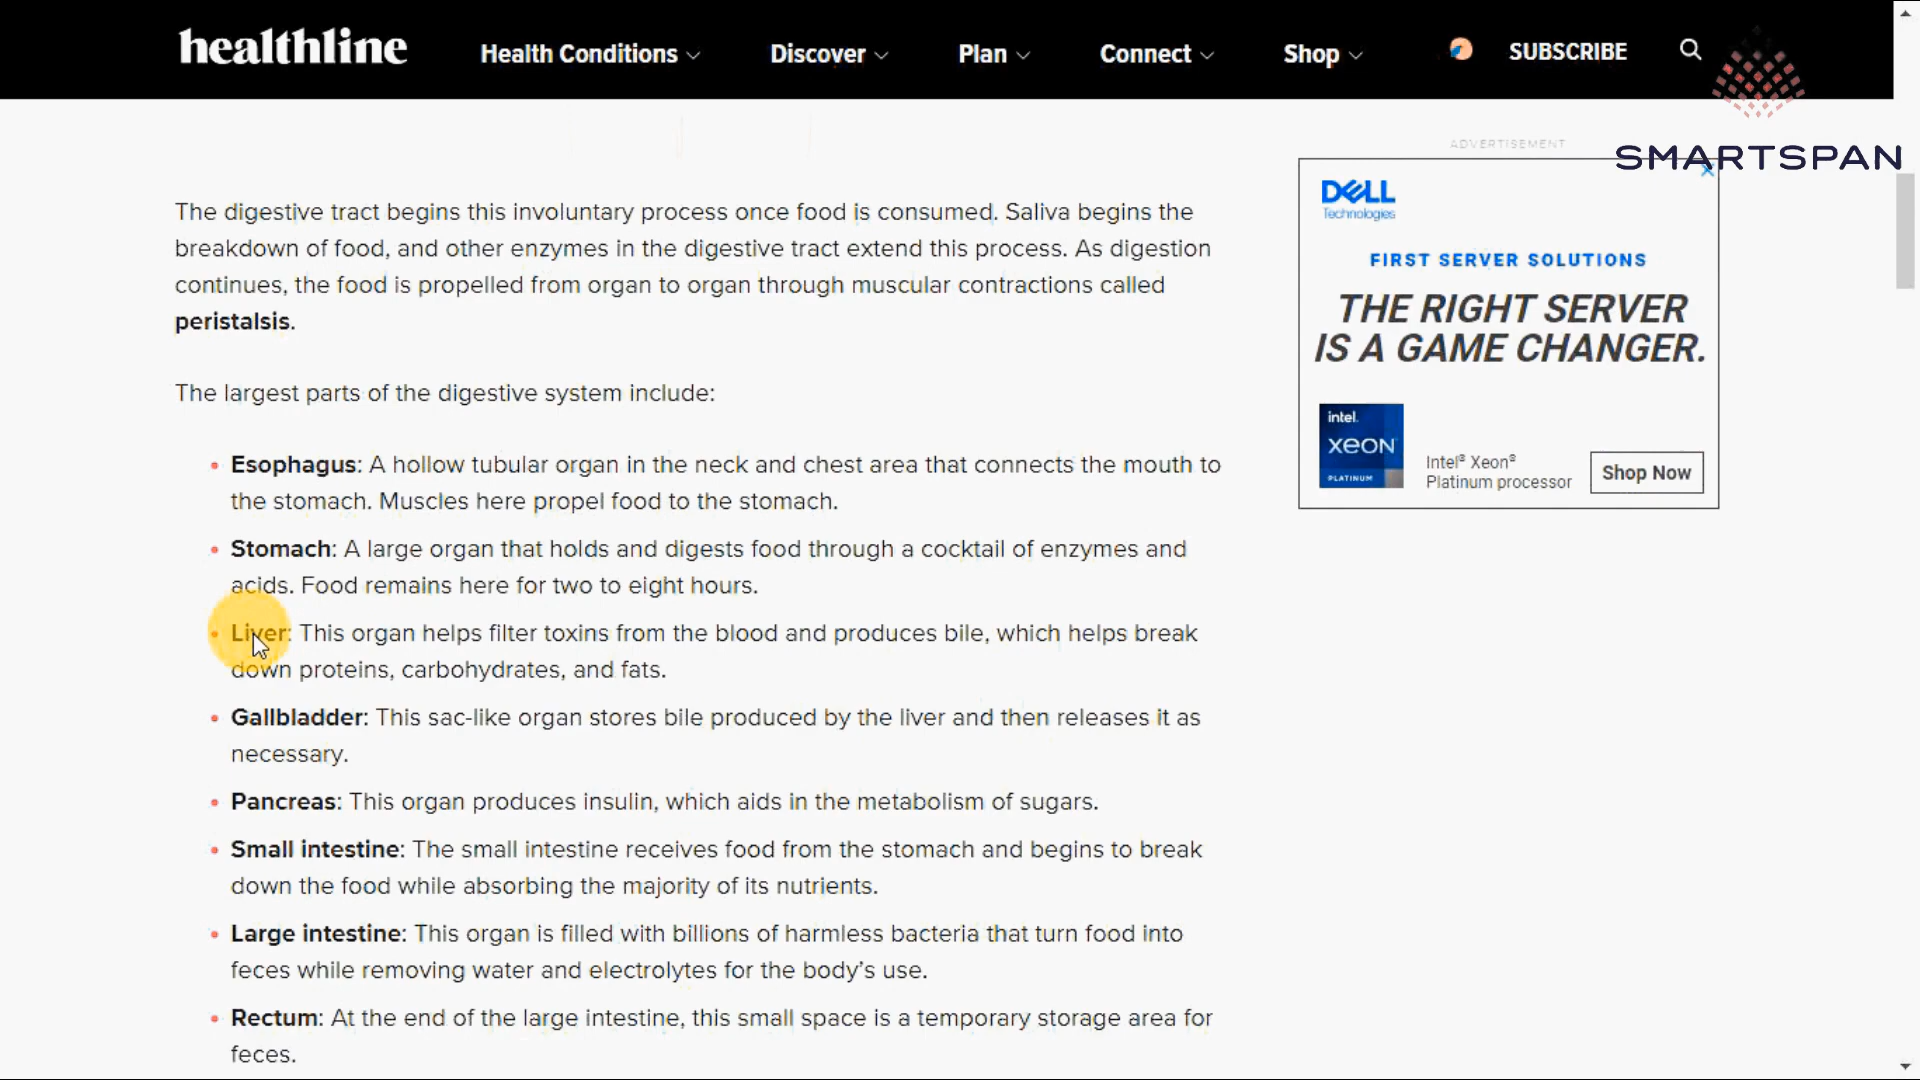 healthline
Health Conditions
Discover
Plan
Connect
Shop
SUBSCRIBE
SMARTSPAN
ADVERTISEMENT
The digestive tract begins this involuntary process once food is consumed. Saliva begins the
breakdown of food, and other enzymes in the digestive tract extend this process. As digestion
continues, the food is propelled from organ to organ through muscular contractions called
peristalsis.
The largest parts of the digestive system include:
Esophagus: A hollow tubular organ in the neck and chest area that connects the mouth to
the stomach. Muscles here propel food to the stomach.
Stomach: A large organ that holds and digests food through a cocktail of enzymes and
acids. Food remains here for two to eight hours.
Liver: This organ helps filter toxins from the blood and produces bile, which helps break
down proteins, carbohydrates, and fats.
Gallbladder: This sac-like organ stores bile produced by the liver and then releases it as
necessary.
Pancreas: This organ produces insulin, which aids in the metabolism of sugars.
Small intestine: The small intestine receives food from the stomach and begins to break
down the food while absorbing the majority of its nutrients.
Large intestine: This organ is filled with billions of harmless bacteria that turn food into
feces while removing water and electrolytes for the body's use.
Rectum: At the end of the large intestine, this small space is a temporary storage area for
feces.
DELL
Technologies
FIRST SERVER SOLUTIONS
THE RIGHT SERVER
IS A GAME CHANGER.
intel.
XEON
PLATINUM
Intel® Xeon®
Platinum processor
Shop Now